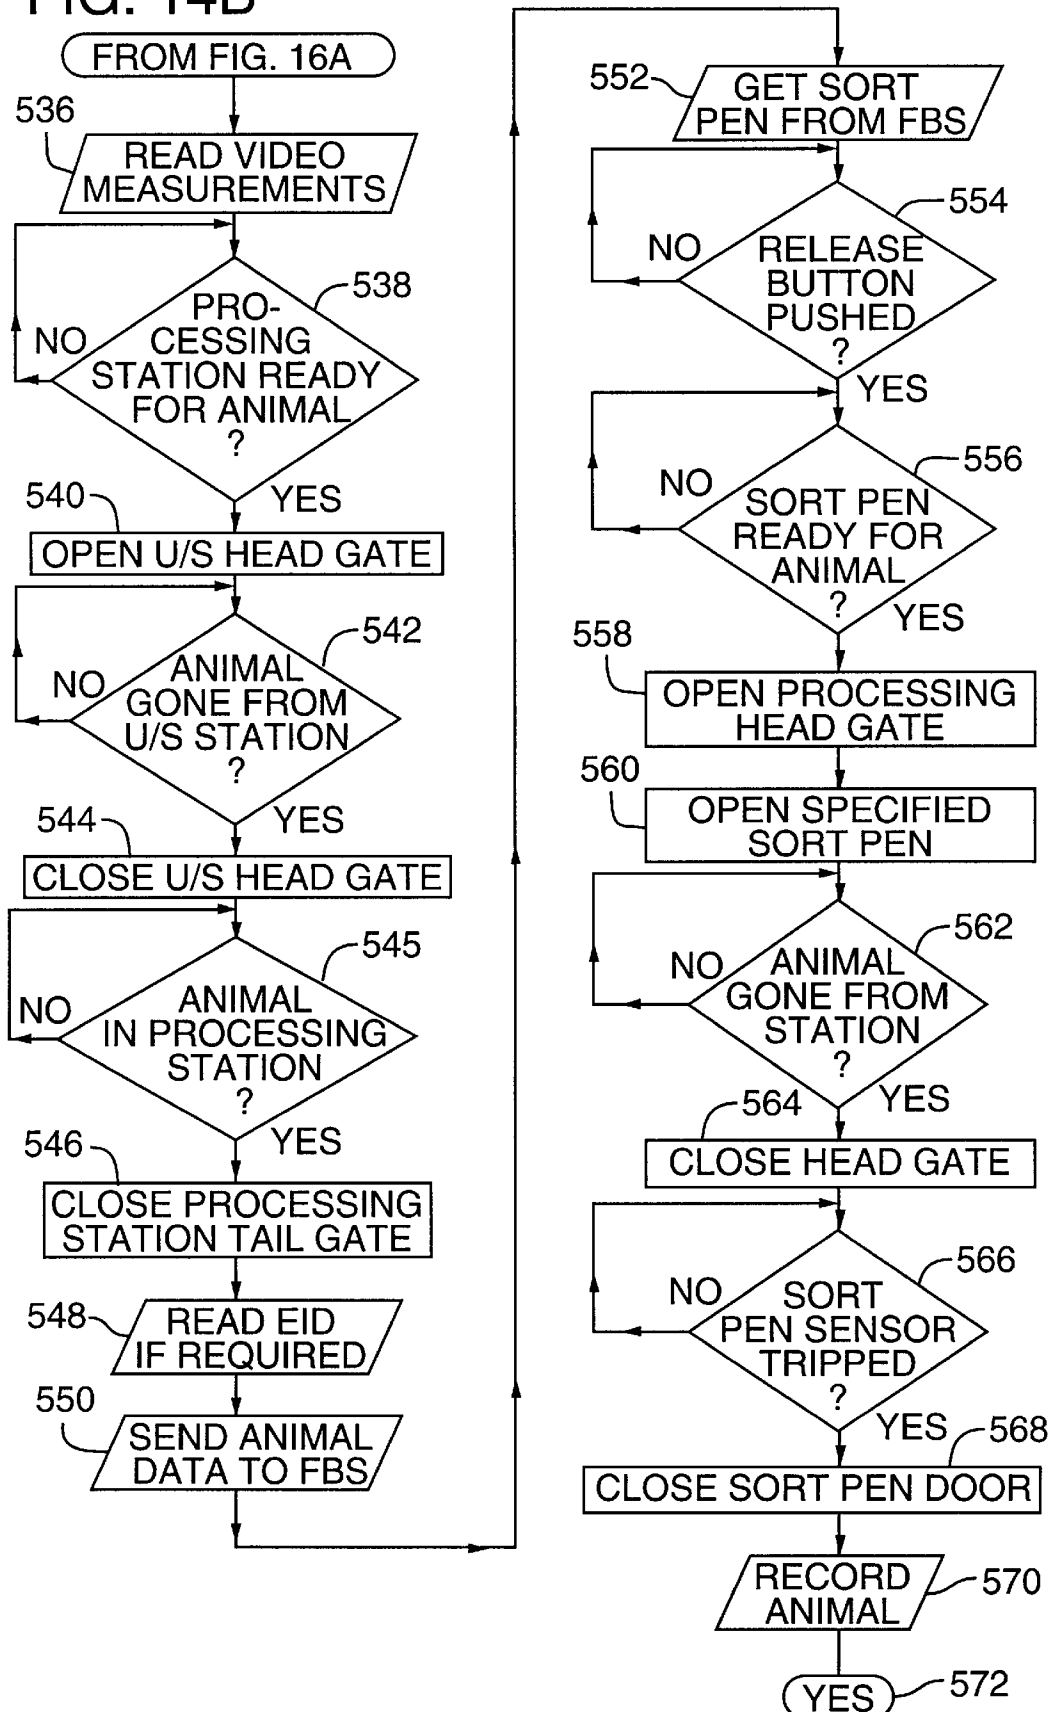 FIG. 14B
FROM FIG. 16A
536
READ VIDEO
MEASUREMENTS
538
PRO-
CESSING
STATION READY
FOR ANIMAL
?
NO
YES
540
OPEN U/S HEAD GATE
542
ANIMAL
GONE FROM
U/S STATION
?
NO
YES
544
CLOSE U/S HEAD GATE
545
ANIMAL
IN PROCESSING
STATION
?
NO
YES
546
CLOSE PROCESSING
STATION TAIL GATE
548
READ EID
IF REQUIRED
550
SEND ANIMAL
DATA TO FBS
552
GET SORT
PEN FROM FBS
554
RELEASE
BUTTON
PUSHED
?
NO
YES
556
SORT PEN
READY FOR
ANIMAL
?
NO
YES
558
OPEN PROCESSING
HEAD GATE
560
OPEN SPECIFIED
SORT PEN
562
ANIMAL
GONE FROM
STATION
?
NO
YES
564
CLOSE HEAD GATE
566
SORT
PEN SENSOR
TRIPPED
?
NO
YES
568
CLOSE SORT PEN DOOR
RECORD
ANIMAL
570
YES
572